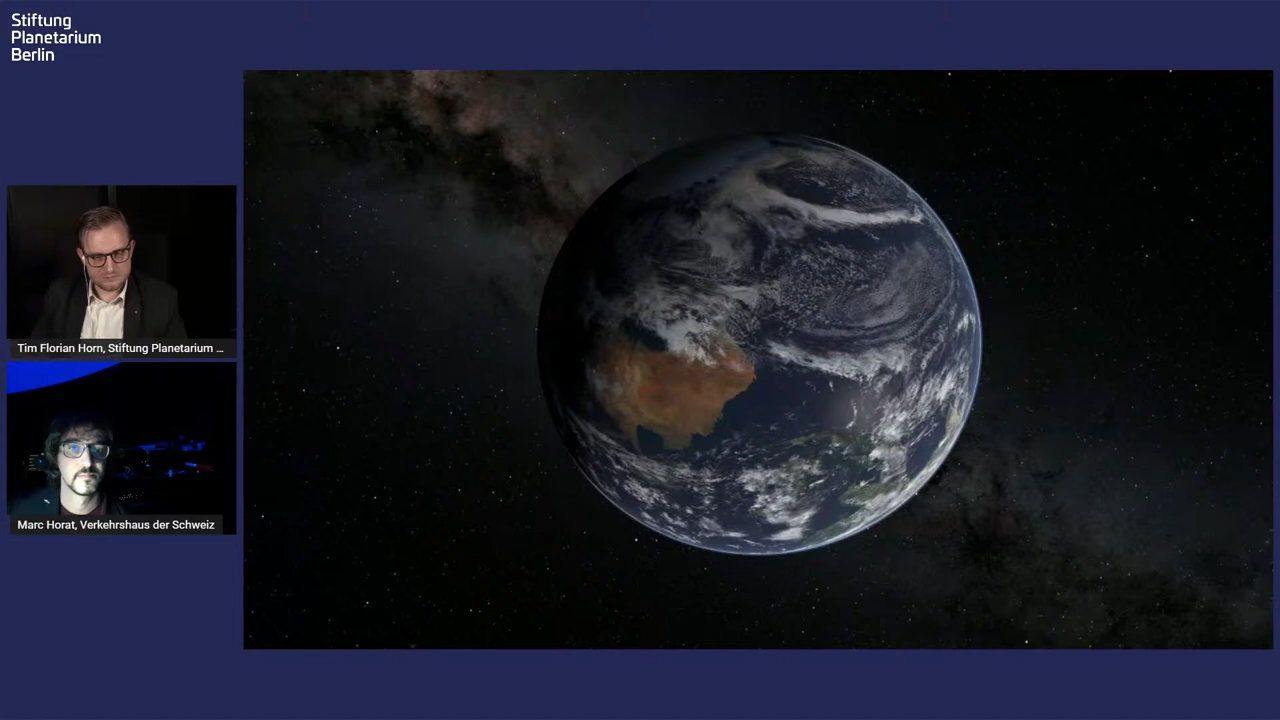 Stiftung
Planetarium
Berlin
Tim Florian Horn, Stiftung Planetarium ...
Marc Horat, Verkehrshaus der Schweiz